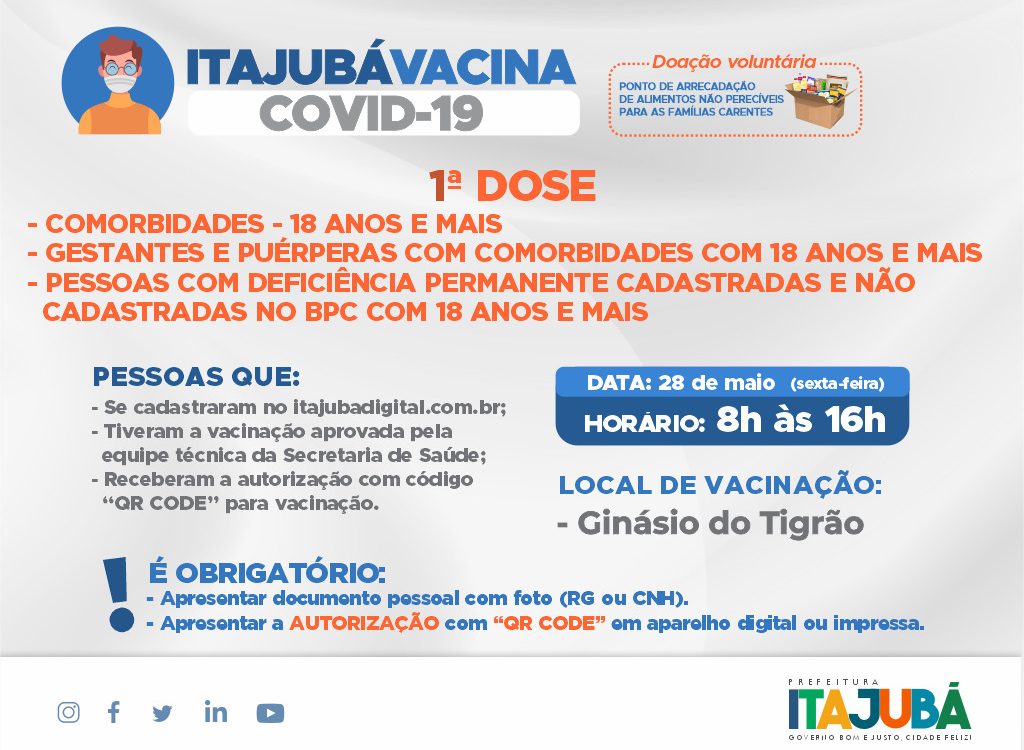 ITAJUBÁVACINA
COVID-19
Doação voluntária
PONTO DE ARRECADAÇÃO
DE ALIMENTOS NÃO PERECÍVEIS
PARA AS FAMÍLIAS CARENTES
1ª DOSE
- COMORBIDADES - 18 ANOS E MAIS
- GESTANTES E PUÉRPERAS COM COMORBIDADES COM 18 ANOS E MAIS
- PESSOAS COM DEFICIÊNCIA PERMANENTE CADASTRADAS E NÃO
CADASTRADAS NO BPC COM 18 ANOS E MAIS
PESSOAS QUE:
- Se cadastraram no itajubadigital.com.br;
- Tiveram a vacinação aprovada pela
equipe técnica da Secretaria de Saúde;
- Receberam a autorização com código
“QR CODE” para vacinação.
DATA: 28 de maio (sexta-feira)
HORÁRIO: 8h às 16h
LOCAL DE VACINAÇÃO:
- Ginásio do Tigrão
! É OBRIGATÓRIO:
- Apresentar documento pessoal com foto (RG ou CNH).
- Apresentar a AUTORIZAÇÃO com “QR CODE” em aparelho digital ou impressa.
PREFEITURA
ITAJUBÁ
GOVERNO BOM E JUSTO, CIDADE FELIZ!